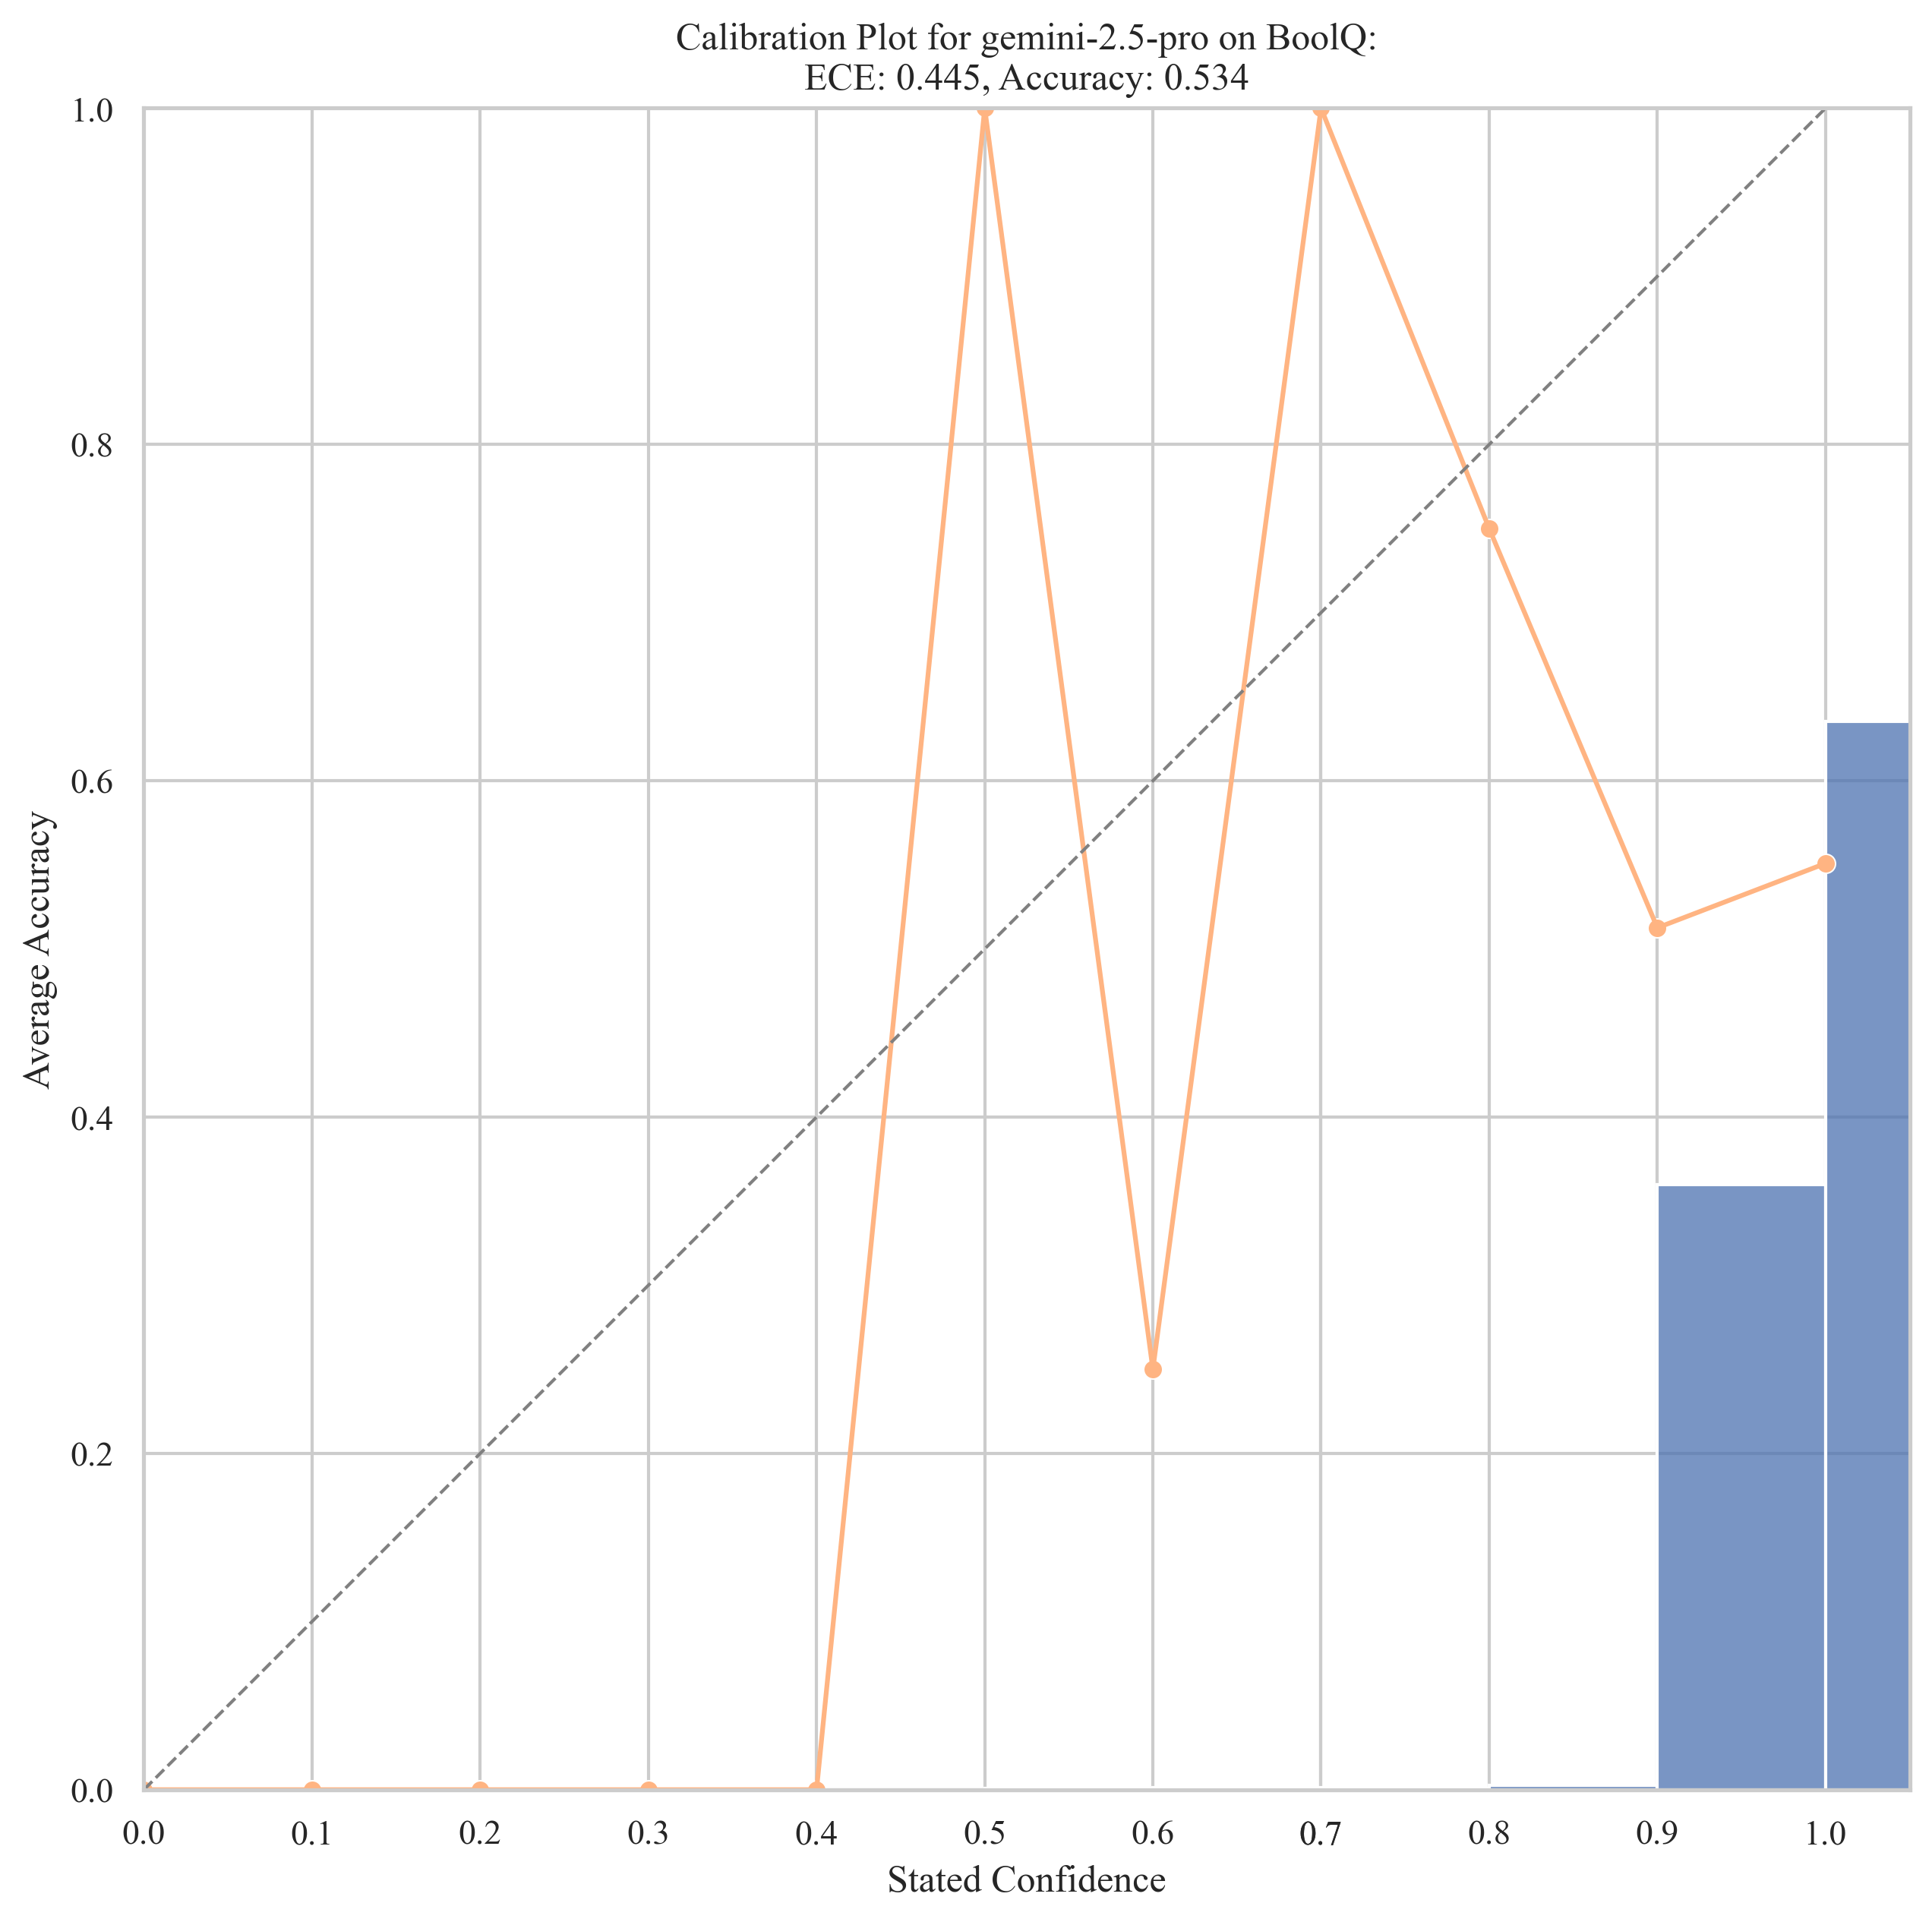 Calibration Plot for gemini-2.5-pro on BoolQ:
ECE: 0.445, Accuracy: 0.534
1.0
0.8
0.6
0.4
0.2
0.0
Average Accuracy
0.0 0.1 0.2 0.3 0.4 0.5 0.6 0.7 0.8 0.9 1.0
Stated Confidence